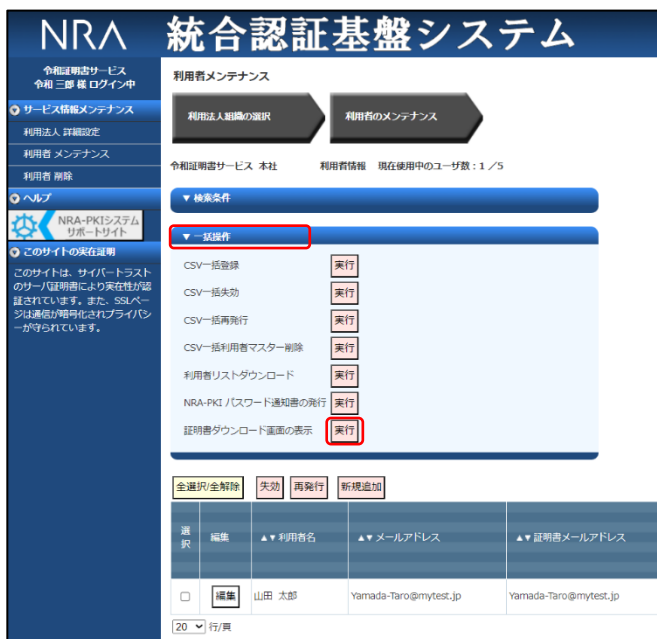 NRA 統合認証基盤システム
令和証明書サービス
令和 三郎 様 ログイン中
サービス情報メンテナンス
利用法人 詳細設定
利用者 メンテナンス
利用者 削除
ヘルプ
NRA-PKIシステム
サポートサイト
このサイトの実在証明
このサイトは、サイバートラスト
のサーバ証明書により実在性が認
証されています。また、SSLペー
ジは通信が暗号化されプライバシ
ーが守られています。
利用者メンテナンス
利用法人組織の選択
利用者のメンテナンス
令和証明書サービス 本社 利用者情報 現在使用中のユーザ数:1 / 5
▼ 検索条件
▼ 一括操作
CSV一括登録 実行
CSV一括失効 実行
CSV一括再発行 実行
CSV一括利用者マスター削除 実行
利用者リストダウンロード 実行
NRA-PKI パスワード通知書の発行 実行
証明書ダウンロード画面の表示 実行
全選択/全解除 失効 再発行 新規追加
選択 編集 ▲▼ 利用者名 ▲▼ メールアドレス ▲▼ 証明書メールアドレス
編集 山田 太郎 Yamada-Taro@mytest.jp Yamada-Taro@mytest.jp
20 行/頁